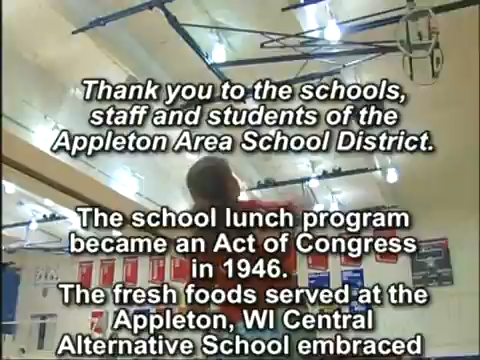 Thank you to the schools,
staff and students of the
Appleton Area School District.
The school lunch program
became an Act of Congress
in 1946.
The fresh foods served at the
Appleton, WI Central
Alternative School embraced